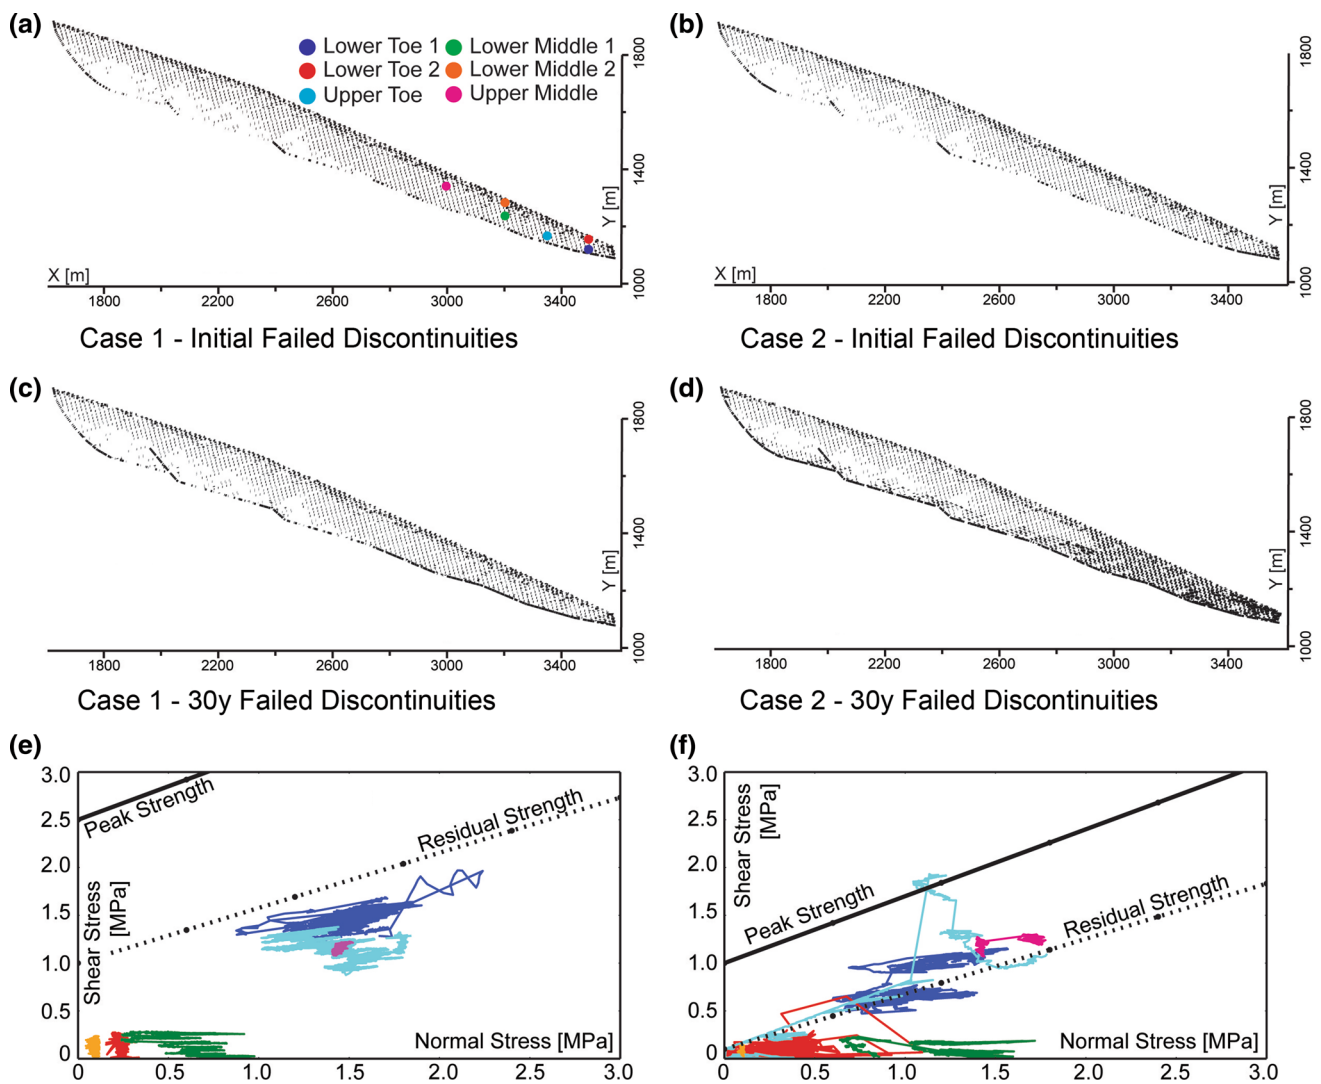 (a)
Lower Toe 1
Lower Middle 1
Lower Toe 2
Lower Middle 2
Upper Toe
Upper Middle
1800
1400
Y [m]
1000
X [m]
1800 2200 2600 3000 3400
Case 1 - Initial Failed Discontinuities
(b)
1800
1400
Y [m]
1000
X [m]
1800 2200 2600 3000 3400
Case 2 - Initial Failed Discontinuities
(c)
1800
1400
Y [m]
1000
1800 2200 2600 3000 3400
Case 1 - 30y Failed Discontinuities
(d)
1800
1400
Y [m]
1000
1800 2200 2600 3000 3400
Case 2 - 30y Failed Discontinuities
(e)
3.0
2.5
2.0
1.5
1.0
0.5
0
Peak Strength
Residual Strength
Shear Stress
[MPa]
Normal Stress [MPa]
0 0.5 1.0 1.5 2.0 2.5 3.0
(f)
3.0
2.5
2.0
1.5
1.0
0.5
0
Shear Stress
[MPa]
Peak Strength
Residual Strength
Normal Stress [MPa]
0 0.5 1.0 1.5 2.0 2.5 3.0